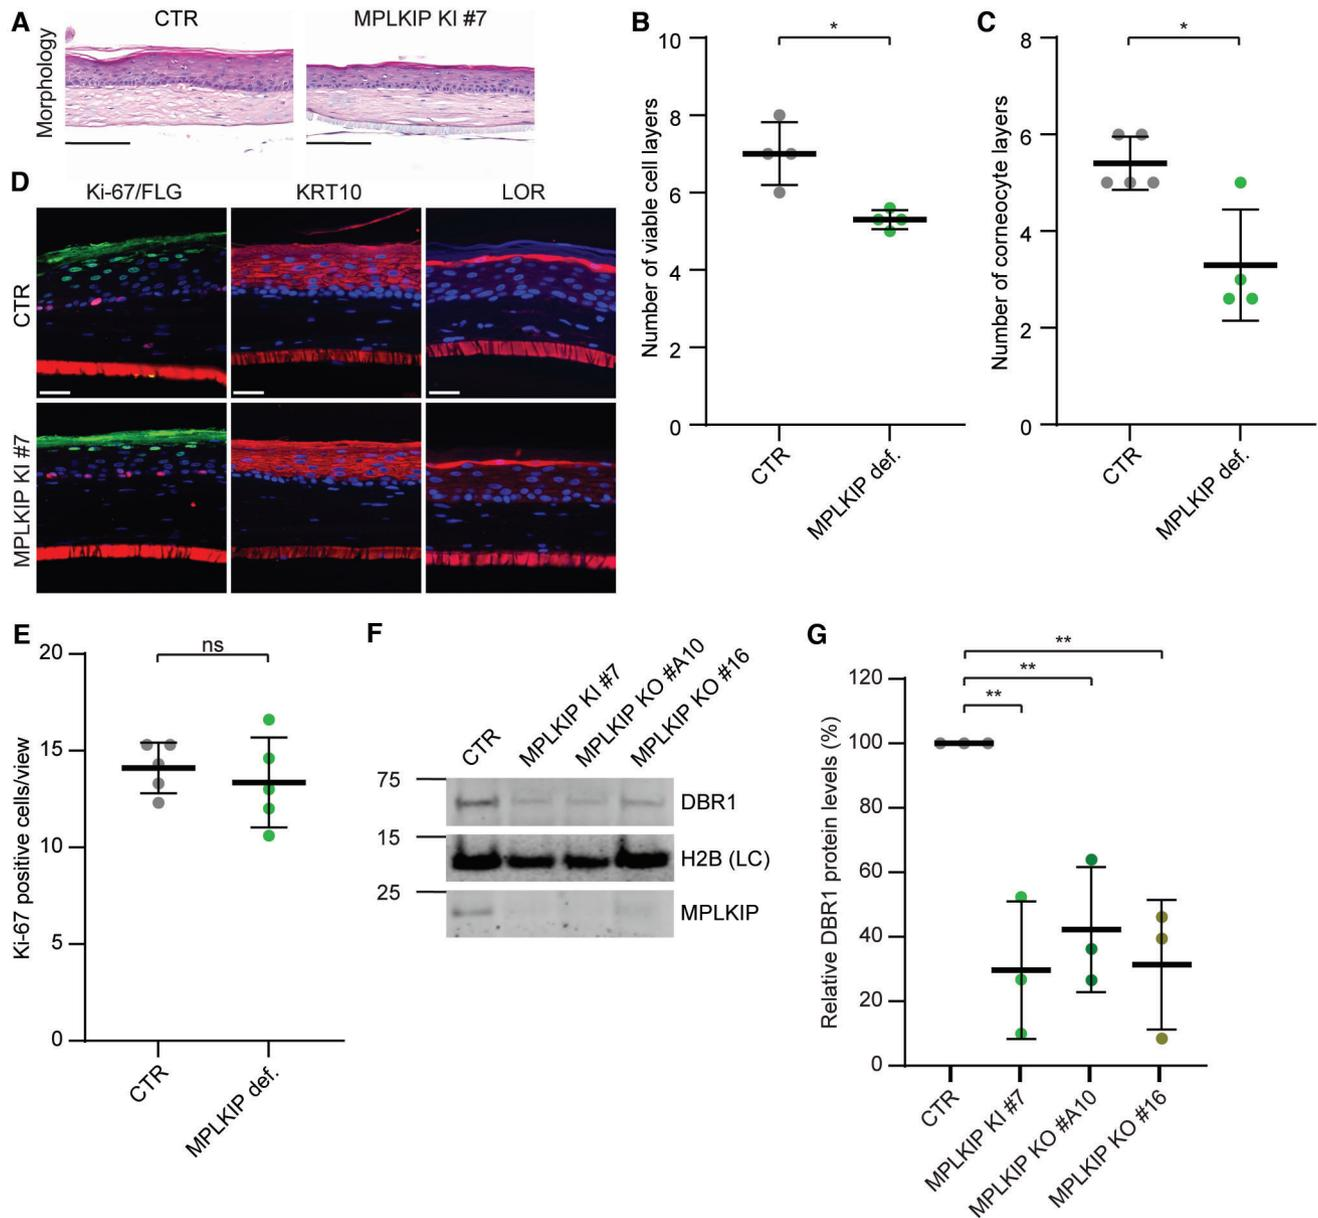 A
CTR
MPLKIP KI #7
Morphology
B
Number of viable cell layers
10
8
6
4
2
0
*
CTR
MPLKIP def.
C
Number of corneocyte layers
8
6
4
2
0
*
CTR
MPLKIP def.
D
Ki-67/FLG
KRT10
LOR
CTR
MPLKIP KI #7
E
Ki-67 positive cells/view
20
15
10
5
0
ns
CTR
MPLKIP def.
F
CTR
MPLKIP KI #7
MPLKIP KO #A10
MPLKIP KO #16
75
DBR1
15
H2B (LC)
25
MPLKIP
G
Relative DBR1 protein levels (%)
120
100
80
60
40
20
0
**
**
**
CTR
MPLKIP KI #7
MPLKIP KO #A10
MPLKIP KO #16